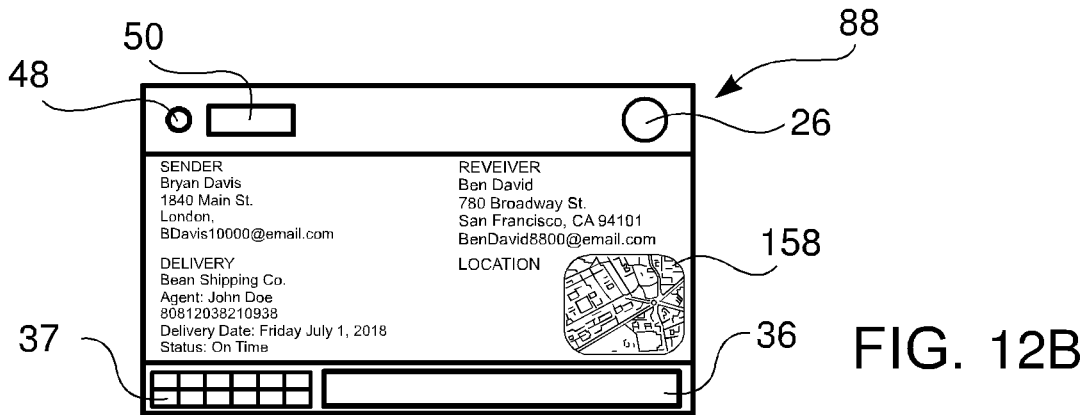 50
88
48
26
SENDER
Bryan Davis
1840 Main St.
London,
BDavis10000@email.com
REVEIVER
Ben David
780 Broadway St.
San Francisco, CA 94101
BenDavid8800@email.com
DELIVERY
Bean Shipping Co.
Agent: John Doe
80812038210938
Delivery Date: Friday July 1, 2018
Status: On Time
LOCATION
158
37
36
FIG. 12B